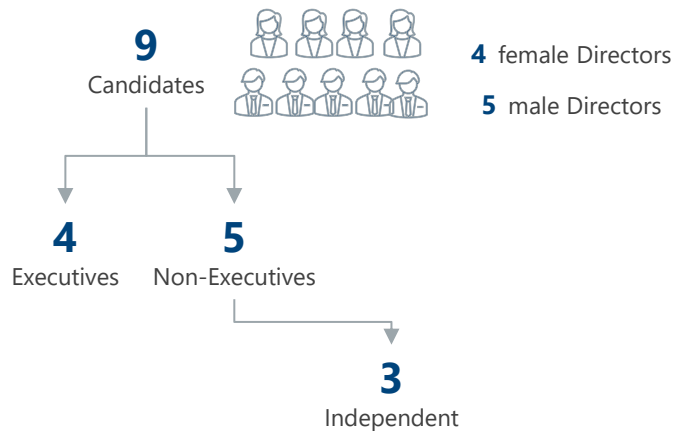 9
Candidates
4 female Directors
5 male Directors
4
Executives
5
Non-Executives
3
Independent